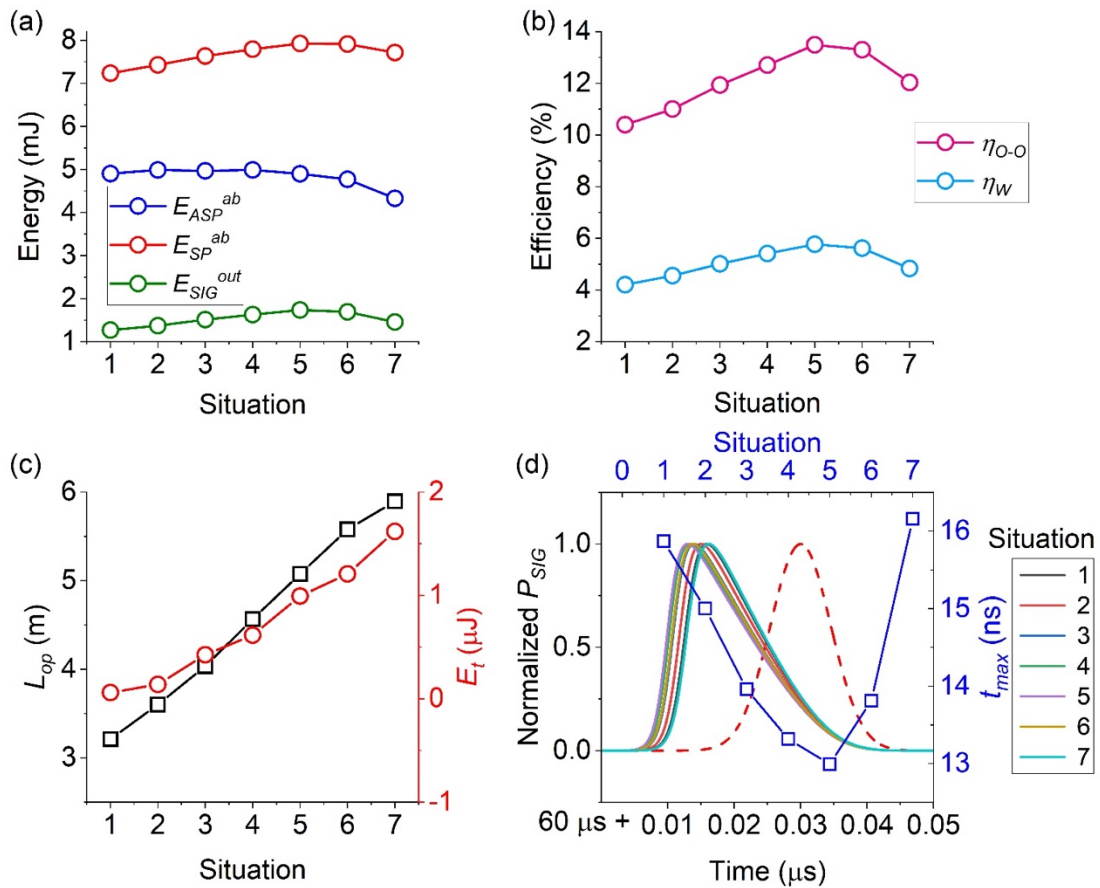 (a)
8
7
6
5
4
3
2
1
Energy (mJ)
E_ASP^ab
E_SP^ab
E_SIG^out
1 2 3 4 5 6 7
Situation
(b)
14
12
10
8
6
4
2
Efficiency (%)
η_O-O
η_W
1 2 3 4 5 6 7
Situation
(c)
6
5
4
3
L_op (m)
2
1
0
-1
E_t (μJ)
1 2 3 4 5 6 7
Situation
(d)
Situation
0 1 2 3 4 5 6 7
1.0
0.5
0.0
Normalized P_SIG
16
15
14
13
t_max (ns)
60 μs + 0.01 0.02 0.03 0.04 0.05
Time (μs)
Situation
1
2
3
4
5
6
7